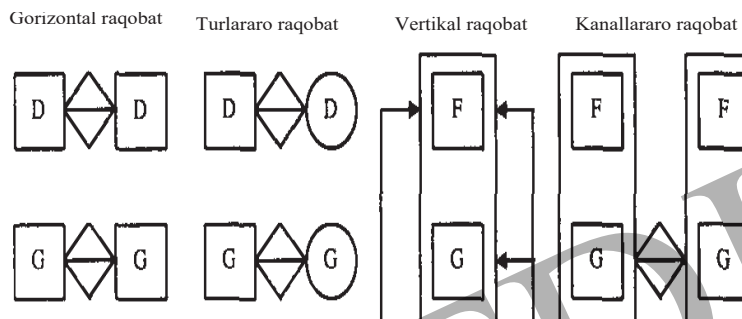 Gorizontal raqobat Turlararo raqobat Vertikal raqobat Kanallararo raqobat
D D D D F F F
G G G G G G G